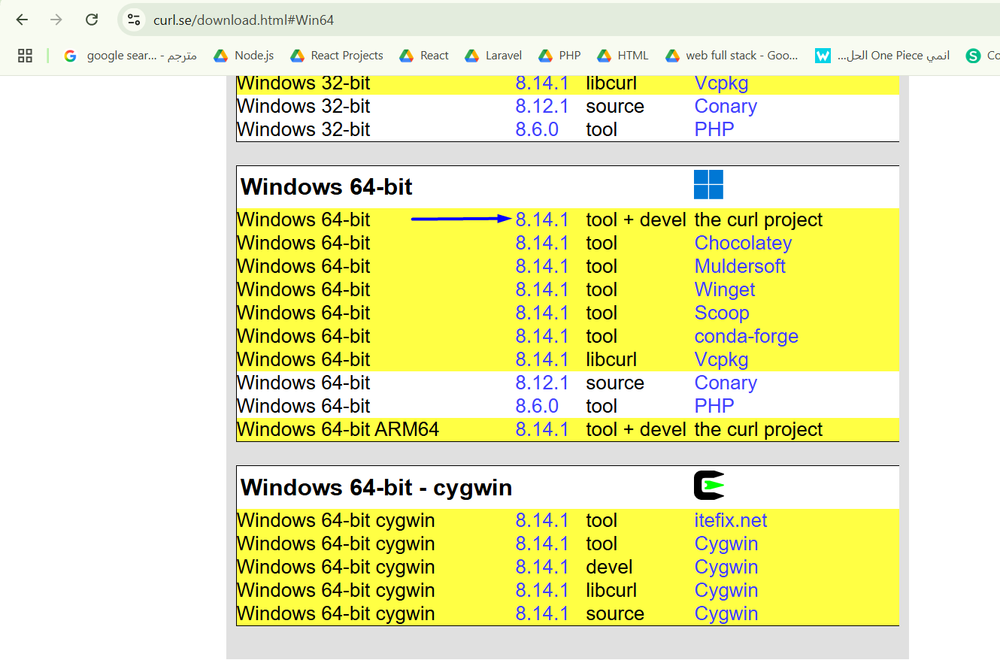 curl.se/download.html#Win64
google sear... - مترجم Node.js React Projects React Laravel PHP HTML web full stack - Goo... انمي One Piece الحل... Co
Windows 32-bit 8.14.1 libcurl Vcpkg
Windows 32-bit 8.12.1 source Conary
Windows 32-bit 8.6.0 tool PHP
Windows 64-bit
Windows 64-bit 8.14.1 tool + devel the curl project
Windows 64-bit 8.14.1 tool Chocolatey
Windows 64-bit 8.14.1 tool Muldersoft
Windows 64-bit 8.14.1 tool Winget
Windows 64-bit 8.14.1 tool Scoop
Windows 64-bit 8.14.1 tool conda-forge
Windows 64-bit 8.14.1 libcurl Vcpkg
Windows 64-bit 8.12.1 source Conary
Windows 64-bit 8.6.0 tool PHP
Windows 64-bit ARM64 8.14.1 tool + devel the curl project
Windows 64-bit - cygwin
Windows 64-bit cygwin 8.14.1 tool itefix.net
Windows 64-bit cygwin 8.14.1 tool Cygwin
Windows 64-bit cygwin 8.14.1 devel Cygwin
Windows 64-bit cygwin 8.14.1 libcurl Cygwin
Windows 64-bit cygwin 8.14.1 source Cygwin